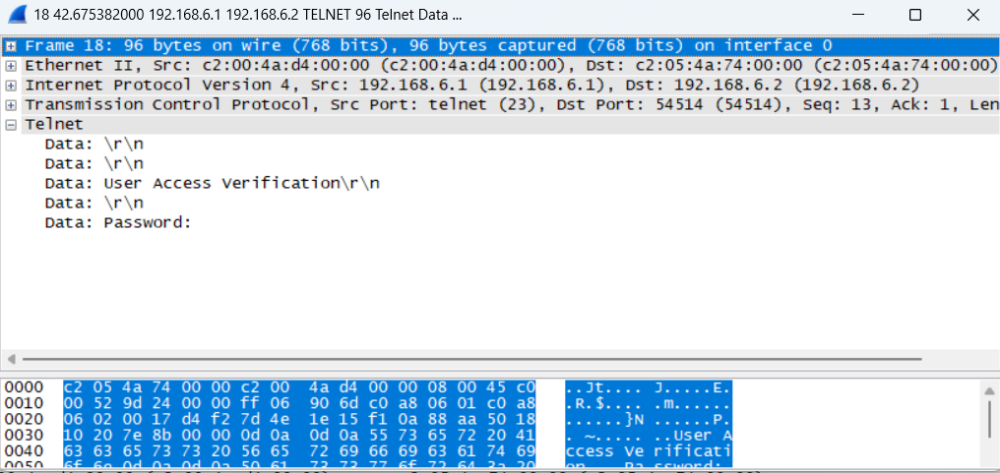 18 42.675382000 192.168.6.1 192.168.6.2 TELNET 96 Telnet Data ...
Frame 18: 96 bytes on wire (768 bits), 96 bytes captured (768 bits) on interface 0
Ethernet II, Src: c2:00:4a:d4:00:00 (c2:00:4a:d4:00:00), Dst: c2:05:4a:74:00:00 (c2:05:4a:74:00:00)
Internet Protocol Version 4, Src: 192.168.6.1 (192.168.6.1), Dst: 192.168.6.2 (192.168.6.2)
Transmission Control Protocol, Src Port: telnet (23), Dst Port: 54514 (54514), Seq: 13, Ack: 1, Len
Telnet
Data: \r\n
Data: \r\n
Data: User Access Verification\r\n
Data: \r\n
Data: Password:
0000 c2 05 4a 74 00 00 c2 00 4a d4 00 00 08 00 45 c0 ..Jt.... J.....E.
0010 00 52 9d 24 00 00 ff 06 90 6d c0 a8 06 01 c0 a8 .R.$.... .m......
0020 06 02 00 17 d4 f2 7d 4e 1e 15 f1 0a 88 aa 50 18 ......}N ......P.
0030 10 20 7e 8b 00 00 0d 0a 0d 0a 55 73 65 72 20 41 . ~..... ..User A
0040 63 63 65 73 73 20 56 65 72 69 66 69 63 61 74 69 ccess Ve rificati
0050 6f 6e 0d 0a 0d 0a 50 61 73 73 77 6f 72 64 3a 20 on....Pa ssword: